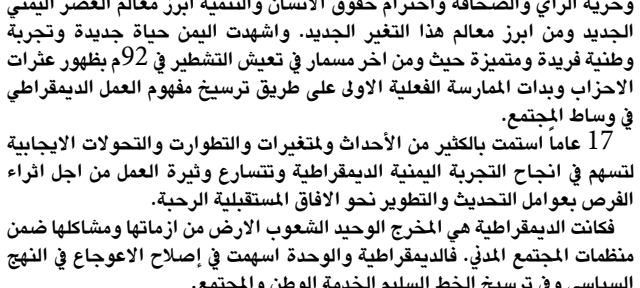 وحرية الراي والصحافة واحترام حقوق الانسان والتنمية ابرز معالم العصر اليمني
الجديد ومن ابرز معالم هذا التغير الجديد. واشهدت اليمن حياة جديدة وتجربة
وطنية فريدة ومتميزة حيث ومن اخر مسمار في تعيش التشطير في 92م بظهور عثرات
الاحزاب وبدات الممارسة الفعلية الاولى على طريق ترسيخ مفهوم العمل الديمقراطي
في وساط المجتمع.
17 عاماً استمت بالكثير من الأحداث ولمتغيرات والتطوارت والتحولات الايجابية
لتسهم في انجاح التجربة اليمنية الديمقراطية وتتسارع وثيرة العمل من اجل اثراء
الفرص بعوامل التحديث والتطوير نحو الافاق المستقبلية الرحبة.
فكانت الديمقراطية هي المخرج الوحيد الشعوب الارض من ازماتها ومشاكلها ضمن
منظمات المجتمع المدني. فالديمقراطية والوحدة اسهمت في إصلاح الاعوجاع في النهج
السياسي وفي ترسيخ الخط السليم الخدمة الوطن والمجتمع.